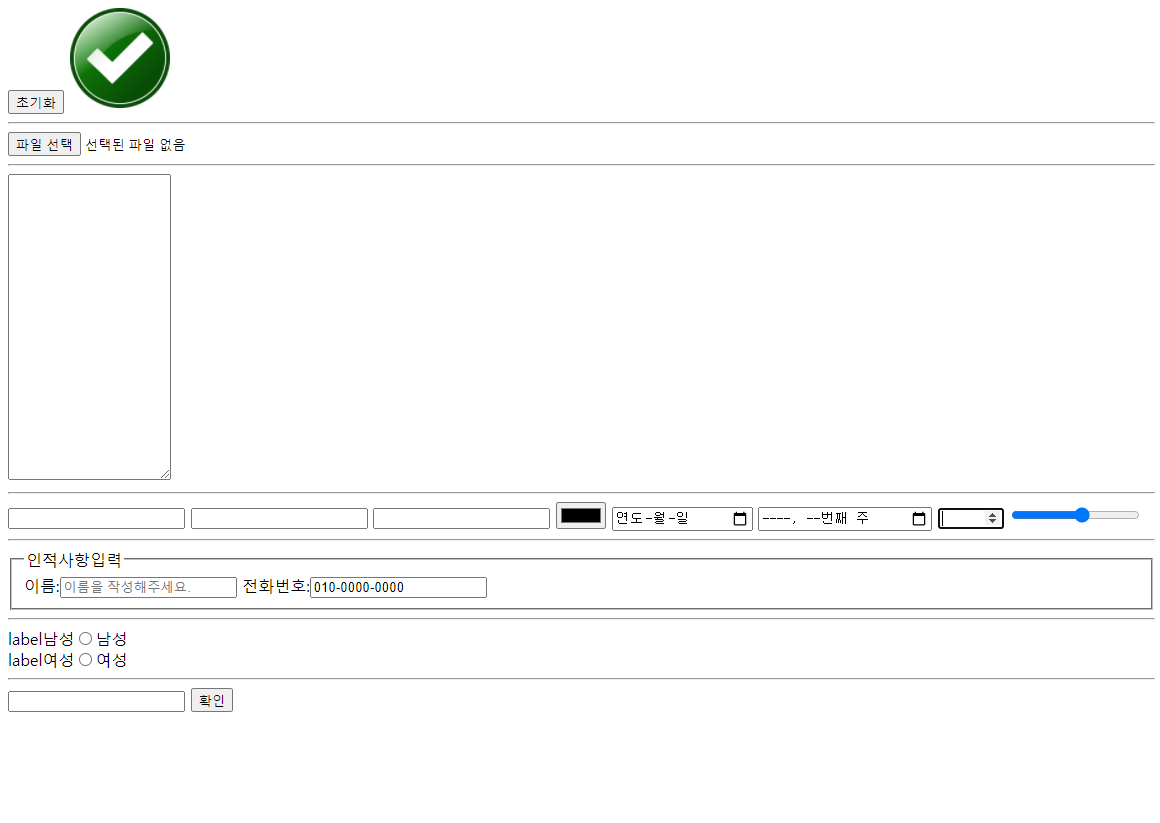 초기화
파일 선택 선택된 파일 없음
연도-월-일 ----, --번째 주
인적사항입력
이름: 이름을 작성해주세요. 전화번호: 010-0000-0000
label남성 남성
label여성 여성
확인